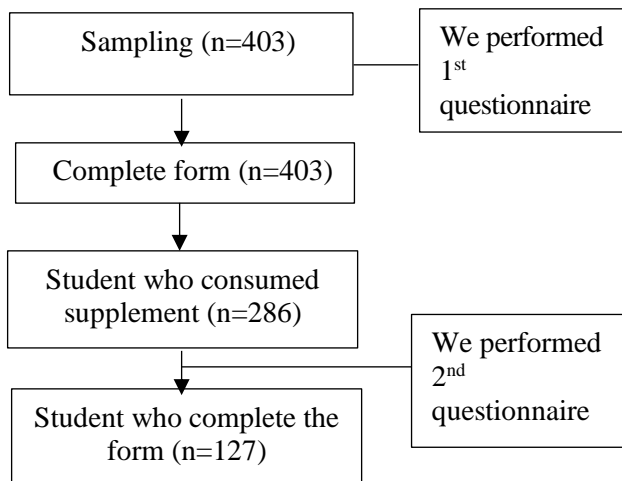 Sampling (n=403)
We performed
1st
questionnaire
Complete form (n=403)
Student who consumed
supplement (n=286)
We performed
2nd
questionnaire
Student who complete the
form (n=127)